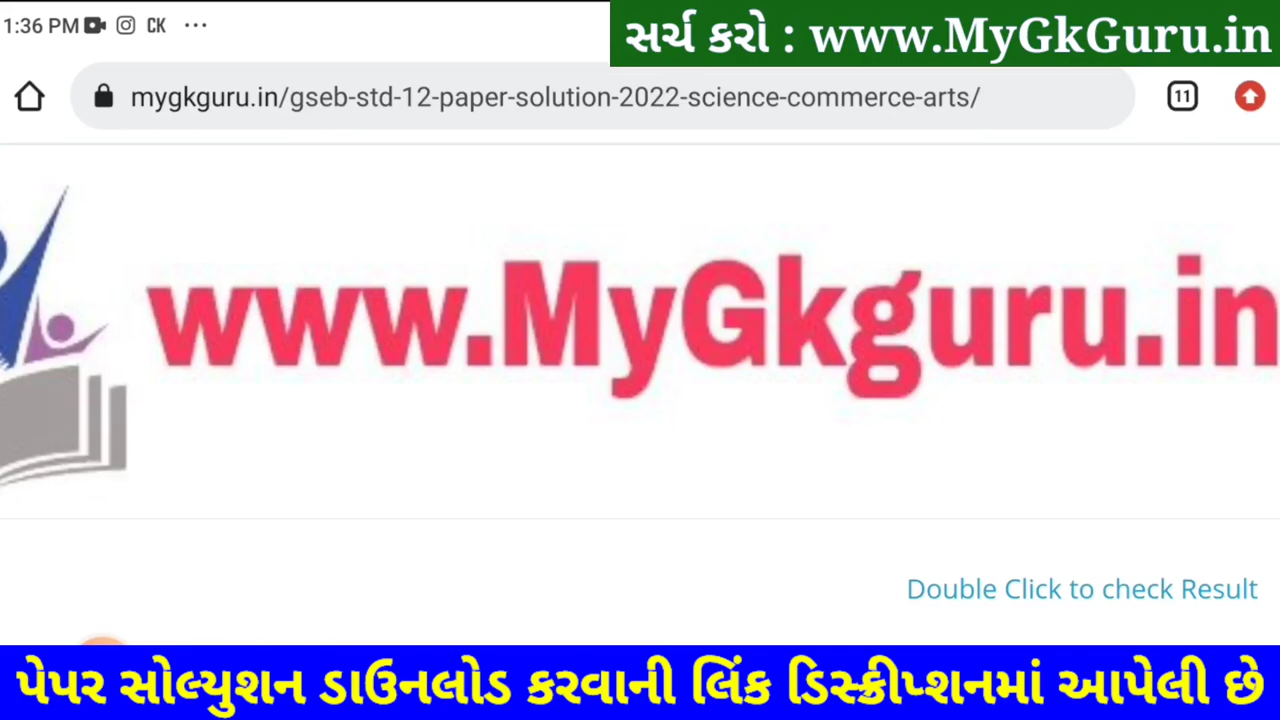 1:36 PM CK ...
સર્ચ કરો : www.MyGkGuru.in
mygkguru.in/gseb-std-12-paper-solution-2022-science-commerce-arts/
11
www.MyGkguru.in
Double Click to check Result
પેપર સોલ્યુશન ડાઉનલોડ કરવાની લિંક ડિસ્ક્રીપ્શનમાં આપેલી છે